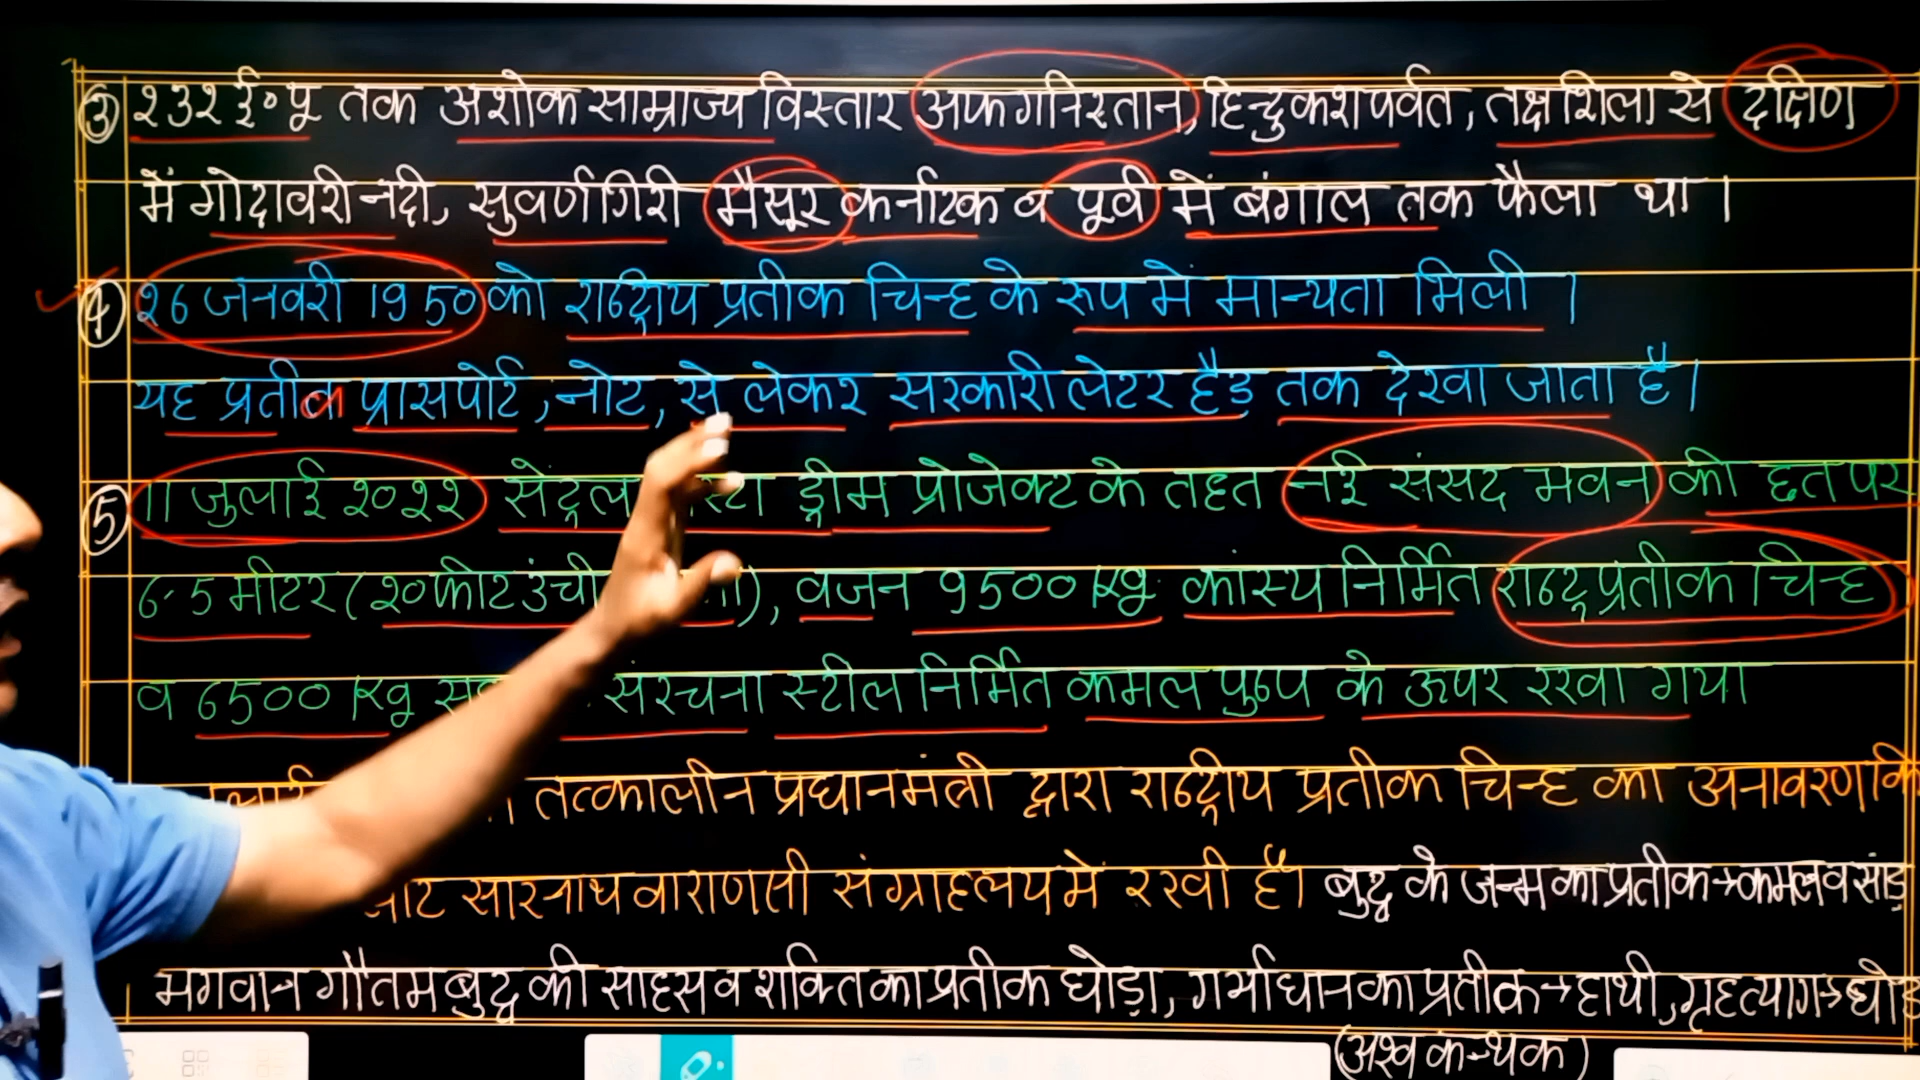 ③ २३२ ई॰पू तक अशोक साम्राज्य विस्तार अफगनिस्तान, हिन्दुकश पर्वत, तक्षशिला से दक्षिण
में गोदावरी नदी, सुवर्णगिरी मैसूर कर्नाटक व पूर्व में बंगाल तक फैला था।
④ २6 जनवरी 1950 को राष्ट्रीय प्रतीक चिन्ह के रूप में मान्यता मिली।
यह प्रतीक प्रासपोर्ट, नोट, से लेकर सरकारी लेटर हैड तक देखा जाता है।
⑤ 11 जुलाई २०२२ सेंट्रल स्टा ड्रीम प्रोजेक्ट के तहत नई संसद भवन की छत पर
6.5 मीटर (२० फीट उंची ), वजन 9500 kg कांस्य निर्मित राष्ट्र प्रतीक चिन्ह
व 6500 kg संरचना स्टील निर्मित कमल पुष्प के ऊपर रखा गया
तत्कालीन प्रधानमंत्री द्वारा राष्ट्रीय प्रतीक चिन्ह का अनावरण कि
लाट सारनाथ वाराणसी संग्राहलय में रखी है। बुद्ध के जन्म का प्रतीक → कमल व सांड़
भगवान गौतम बुद्ध की साहस व शक्ति का प्रतीक घोड़ा, गर्भाधान का प्रतीक → हाथी, गृहत्याग → घोड़
(अश्व कन्थक)